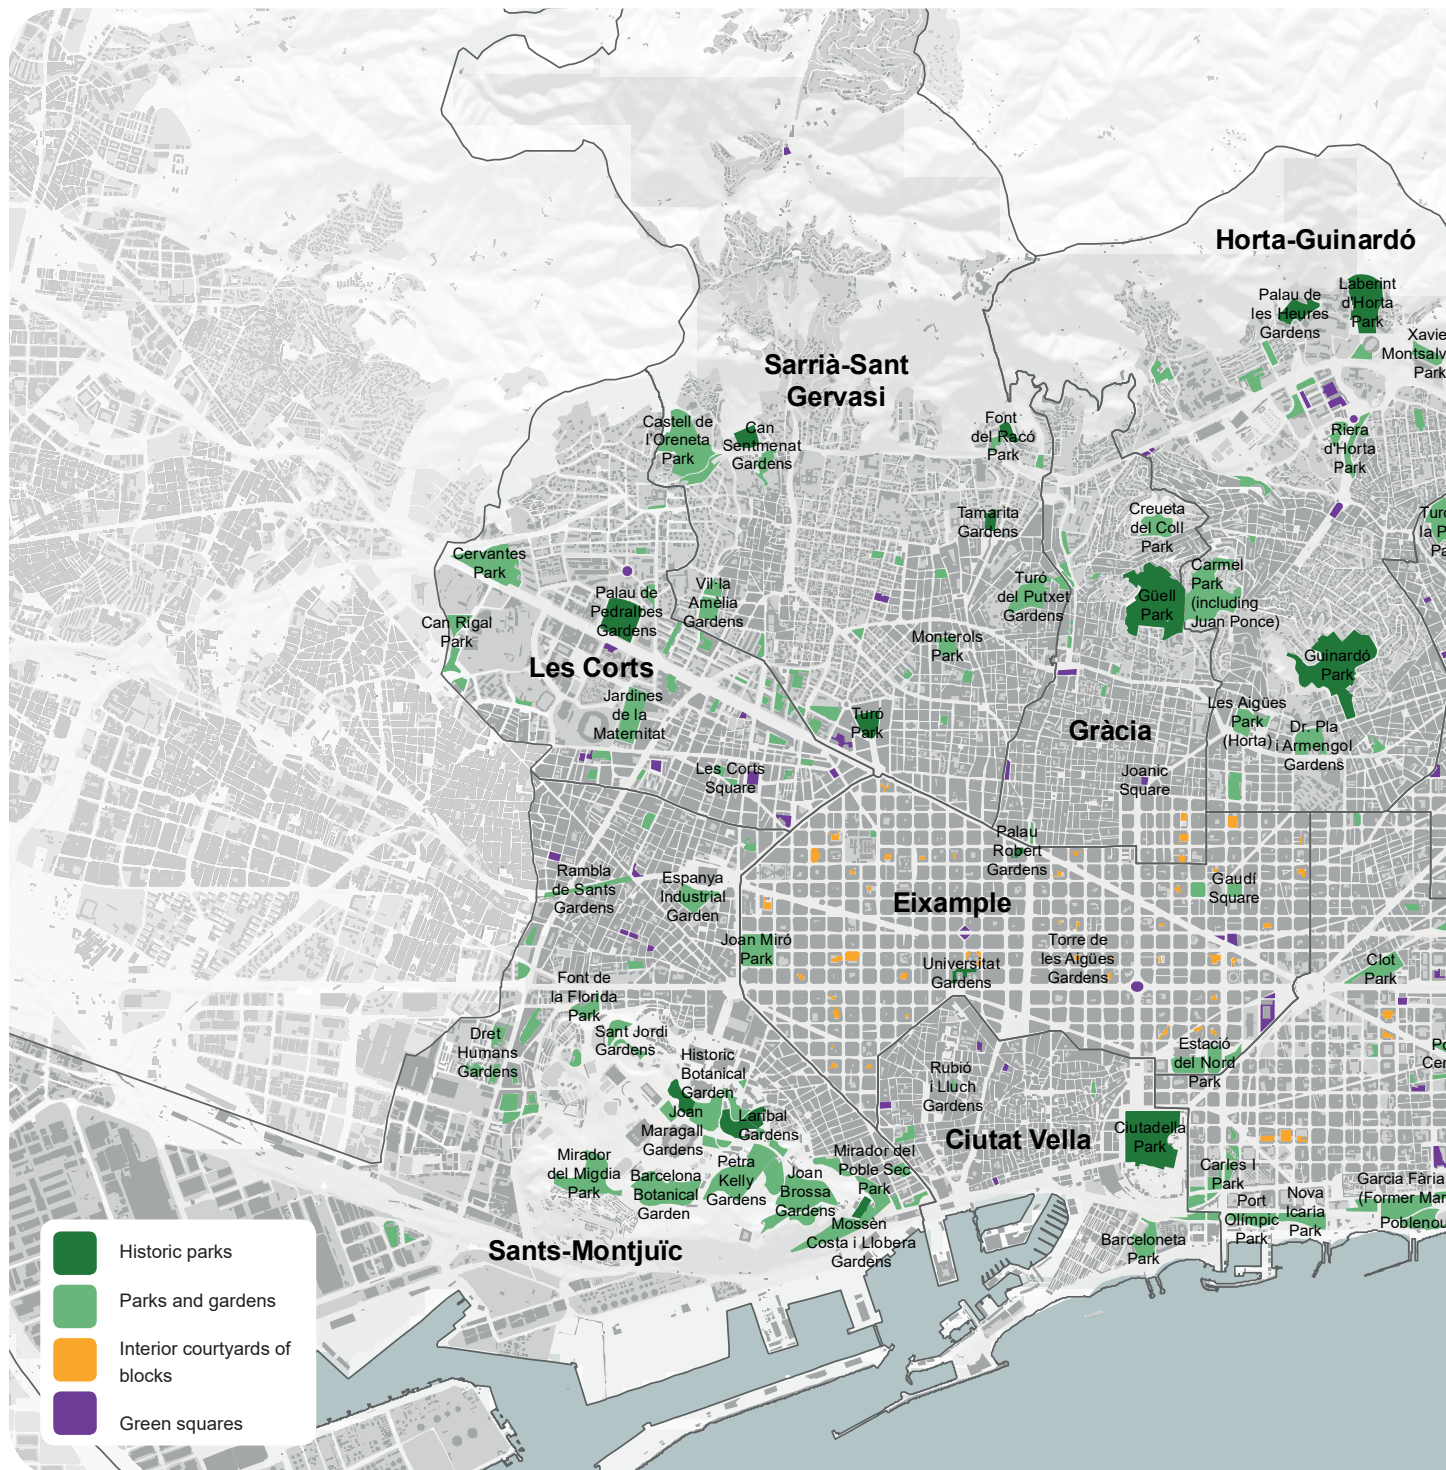 Horta-Guinardó
Laberint
d'Horta
Park
Palau de
les Heures
Gardens
Xavie
Montsalv
Park
Sarrià-Sant
Gervasi
Castell de
l'Oreneta
Park
Can
Sentmenat
Gardens
Font
del Racó
Park
Riera
d'Horta
Park
Tamarita
Gardens
Creueta
del Coll
Park
Turó
la P
Pa
Cervantes
Park
Palau de
Pedralbes
Gardens
Vil·la
Amèlia
Gardens
Turó
del Putxet
Gardens
Güell
Park
Carmel
Park
(including
Juan Ponce)
Can Rigal
Park
Monterols
Park
Guinardó
Park
Les Corts
Jardines
de la
Maternitat
Turó
Park
Gràcia
Les Aigües
Park
(Horta)
Dr. Pla
i Armengol
Gardens
Les Corts
Square
Joanic
Square
Palau
Robert
Gardens
Rambla
de Sants
Gardens
Espanya
Industrial
Garden
Gaudí
Square
Eixample
Joan Miró
Park
Universitat
Gardens
Torre de
les Aigües
Gardens
Clot
Park
Font de
la Florida
Park
Dret
Humans
Gardens
Sant Jordi
Gardens
Historic
Botanical
Garden
Estació
del Nord
Park
Po
Cen
Rubió
i Lluch
Gardens
Joan
Maragall
Gardens
Laribal
Gardens
Ciutat Vella
Ciutadella
Park
Mirador
del Migdia
Park
Barcelona
Botanical
Garden
Petra
Kelly
Gardens
Joan
Brossa
Gardens
Mirador del
Poble Sec
Park
Carles I
Park
Port
Olímpic
Park
Nova
Icaria
Park
Garcia Fària
(Former Mar
Poblenou
Mossèn
Costa i Llobera
Gardens
Barceloneta
Park
Sants-Montjuïc
Historic parks
Parks and gardens
Interior courtyards of
blocks
Green squares